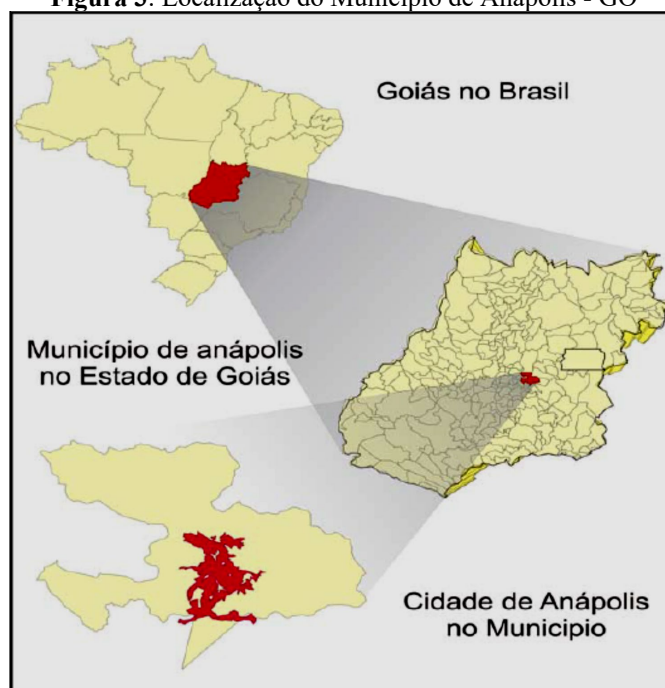 Figura 3: Localização do Município de Anápolis - GO
Goiás no Brasil
Município de anápolis
no Estado de Goiás
Cidade de Anápolis
no Municipio